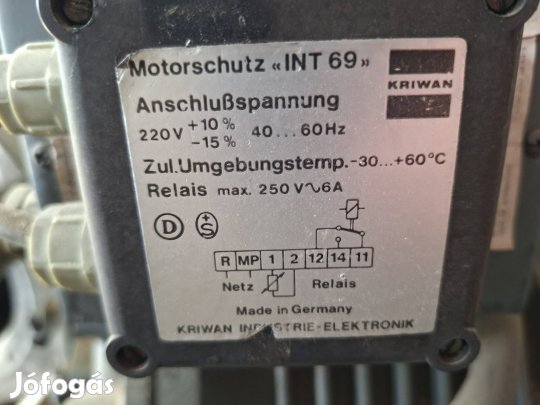 Motorschutz «INT 69»
KRIWAN
Anschlußspannung
220V +10% -15% 40...60Hz
Zul.Umgebungstemp.-30...+60°C
Relais max. 250 V∿6A
D +S
R MP 1 2 12 14 11
Netz Relais
Made in Germany
KRIWAN INDUSTRIE-ELEKTRONIK
Jófogás